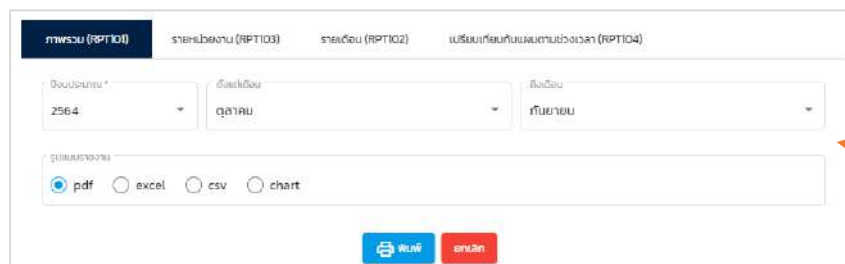 ภาพรวม (RPT101) รายหน่วยงาน (RPT103) รายเดือน (RPT102) เปรียบเทียบกับแผนตามช่วงเวลา (RPT104)
ปีงบประมาณ * ตั้งแต่เดือน ถึงเดือน
2564 ตุลาคม กันยายน
รูปแบบรายงาน
pdf excel csv chart
พิมพ์ ยกเลิก